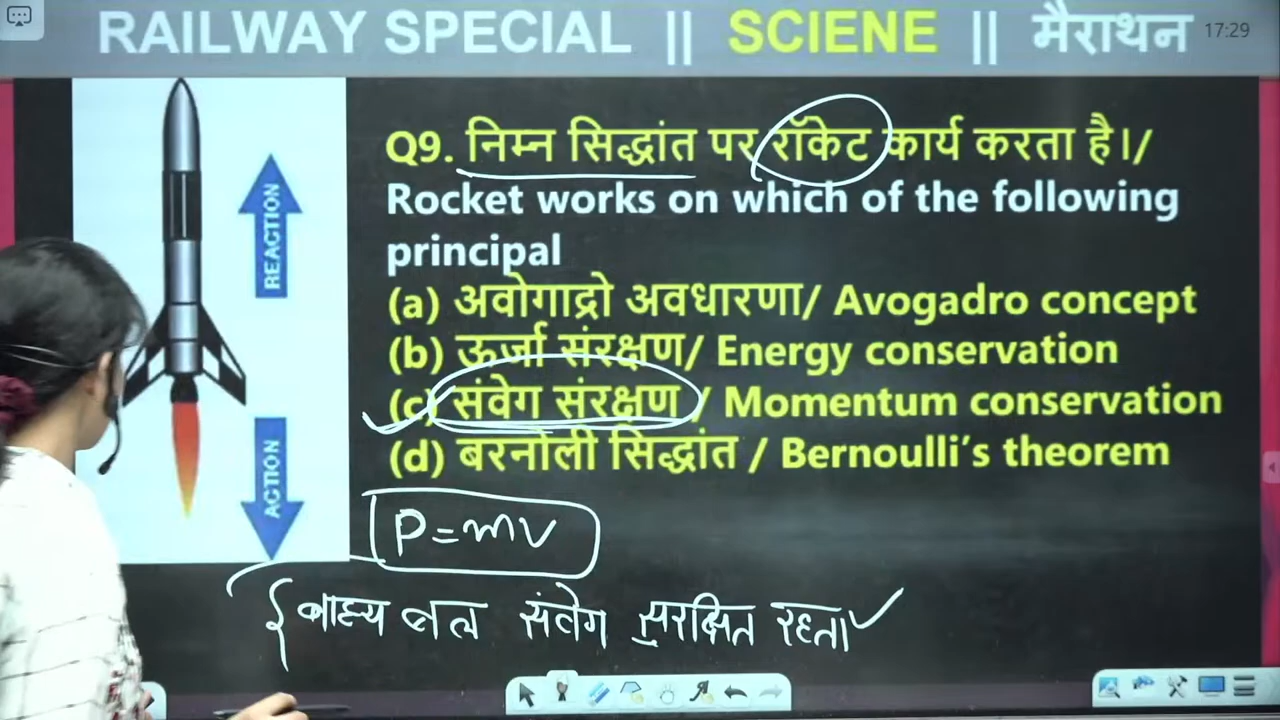 RAILWAY SPECIAL || SCIENE || मैराथन 17:29
REACTION
ACTION
Q9. निम्न सिद्धांत पर रॉकेट कार्य करता है।/
Rocket works on which of the following
principal
(a) अवोगाद्रो अवधारणा/ Avogadro concept
(b) ऊर्जा संरक्षण/ Energy conservation
(c) संवेग संरक्षण / Momentum conservation
(d) बरनोली सिद्धांत / Bernoulli’s theorem
P=mv
बाह्य बल संवेग सुरक्षित रहता